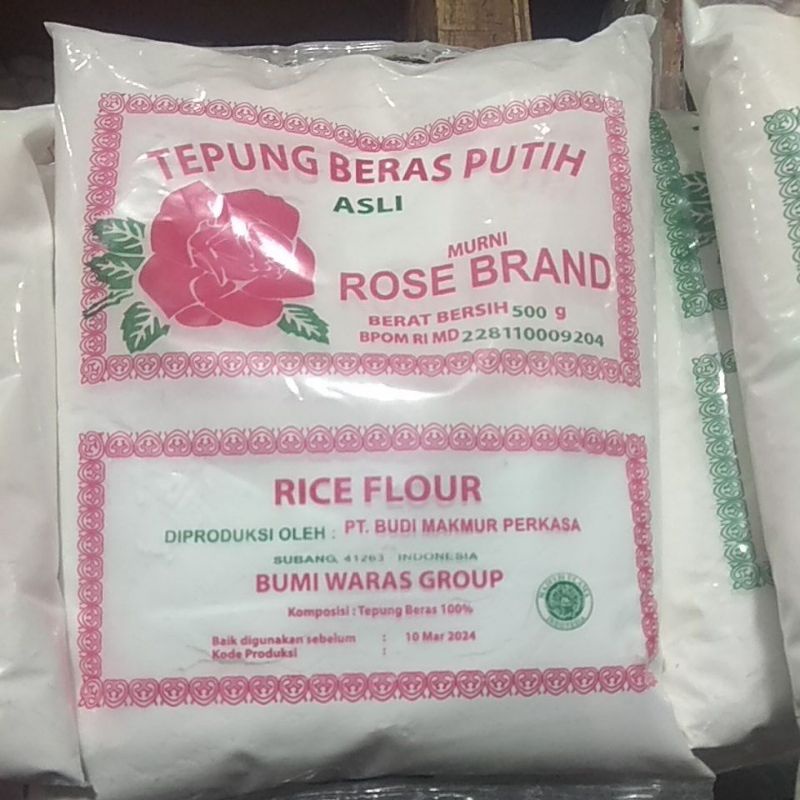 TEPUNG BERAS PUTIH
ASLI
MURNI
ROSE BRAND
BERAT BERSIH 500 g
BPOM RI MD 228110009204
RICE FLOUR
DIPRODUKSI OLEH : PT. BUDI MAKMUR PERKASA
SUBANG, 41263 INDONESIA
BUMI WARAS GROUP
Komposisi : Tepung Beras 100%
Baik digunakan sebelum : 10 Mar 2024
Kode Produksi :